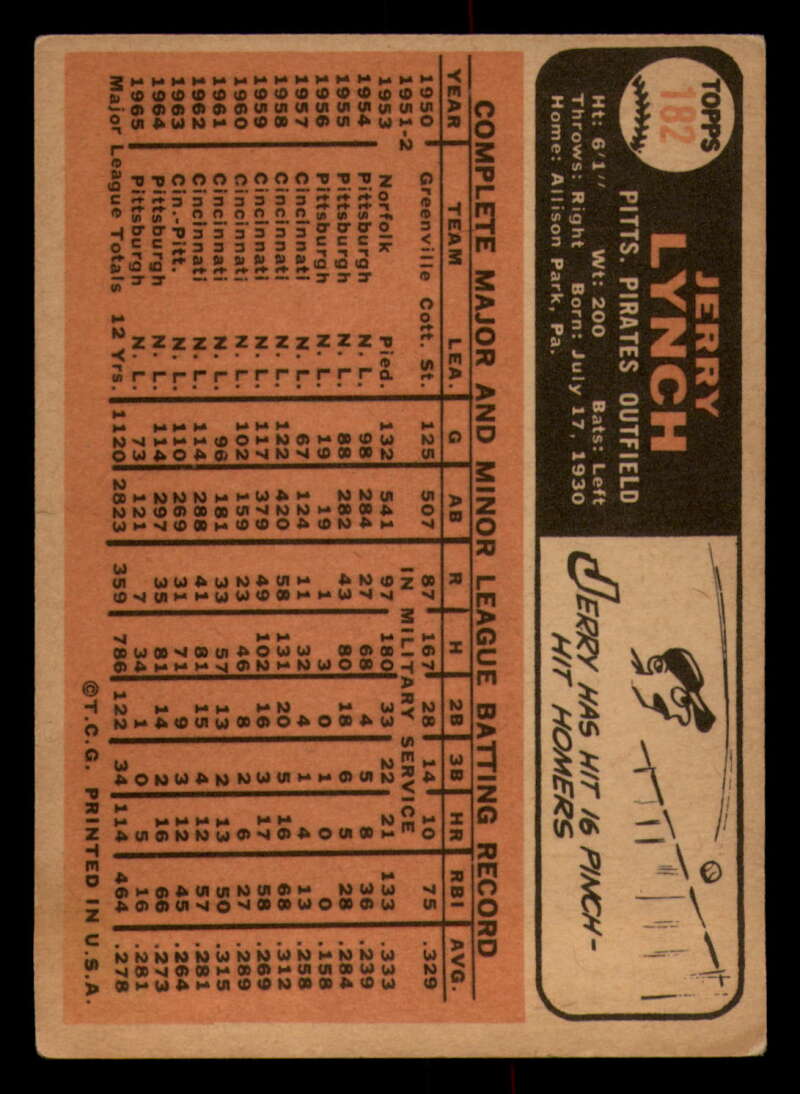 TOPPS
182
JERRY
LYNCH
PITTS. PIRATES OUTFIELD
Ht: 6'1" Wt: 200 Bats: Left
Throws: Right Born: July 17, 1930
Home: Allison Park, Pa.
JERRY HAS HIT 16 PINCH-
HIT HOMERS
COMPLETE MAJOR AND MINOR LEAGUE BATTING RECORD
YEAR TEAM LEA. G AB R H 2B 3B HR RBI AVG.
1950 Greenville Cott. St. 125 507 87 167 28 14 10 75 .329
1951-2 IN MILITARY SERVICE
1953 Norfolk Pied. 132 541 97 180 33 22 21 133 .333
1954 Pittsburgh N. L. 98 284 27 68 4 5 8 36 .239
1955 Pittsburgh N. L. 88 282 43 80 18 6 5 28 .284
1956 Pittsburgh N. L. 19 19 1 3 0 1 0 0 .158
1957 Cincinnati N. L. 67 124 11 32 4 1 4 13 .258
1958 Cincinnati N. L. 122 420 58 131 20 5 16 68 .312
1959 Cincinnati N. L. 117 379 49 102 16 3 17 58 .269
1960 Cincinnati N. L. 102 159 23 46 8 2 6 27 .289
1961 Cincinnati N. L. 96 181 33 57 13 2 13 50 .315
1962 Cincinnati N. L. 114 288 41 81 15 4 12 57 .281
1963 Cin.-Pitt. N. L. 110 269 31 71 9 3 12 45 .264
1964 Pittsburgh N. L. 114 297 35 81 14 2 16 66 .273
1965 Pittsburgh N. L. 73 121 7 34 1 0 5 16 .281
Major League Totals 12 Yrs. 1120 2823 359 786 122 34 114 464 .278
©T.C.G. PRINTED IN U.S.A.